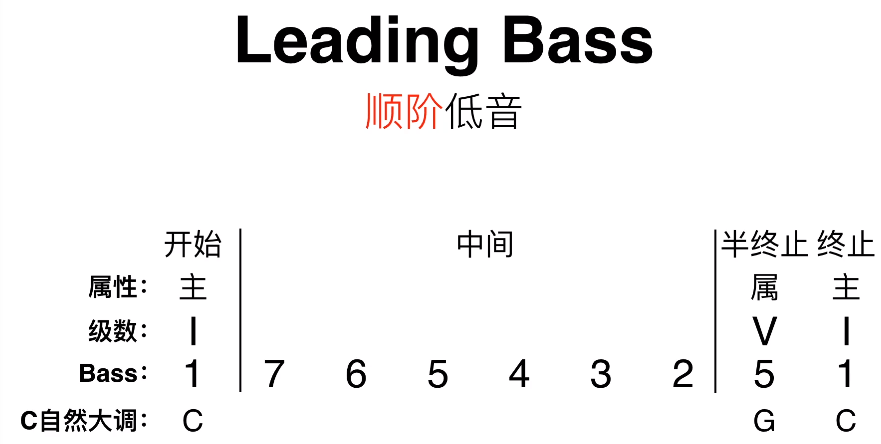 Leading Bass
顺阶低音
开始 中间 半终止 终止
属性： 主 属 主
级数： I V I
Bass： 1 7 6 5 4 3 2 5 1
C自然大调： C G C